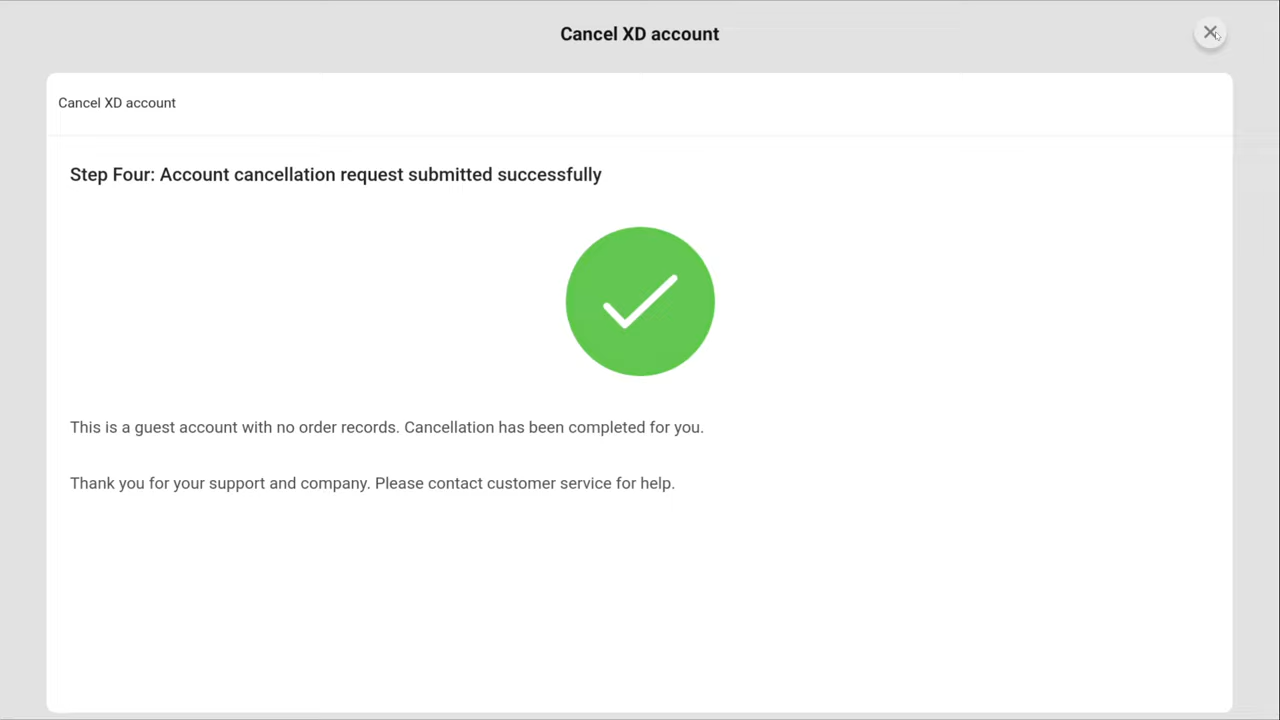 Cancel XD account
Cancel XD account
Step Four: Account cancellation request submitted successfully
This is a guest account with no order records. Cancellation has been completed for you.
Thank you for your support and company. Please contact customer service for help.